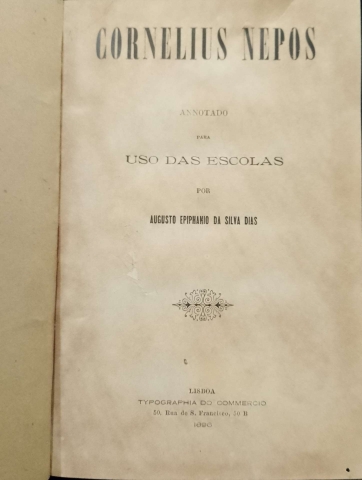 CORNELIUS NEPOS
ANNOTADO
PARA
USO DAS ESCOLAS
POR
AUGUSTO EPIPHANIO DA SILVA DIAS
LISBOA
TYPOGRAPHIA DO COMMERCIO
Rua de S. Francisco,